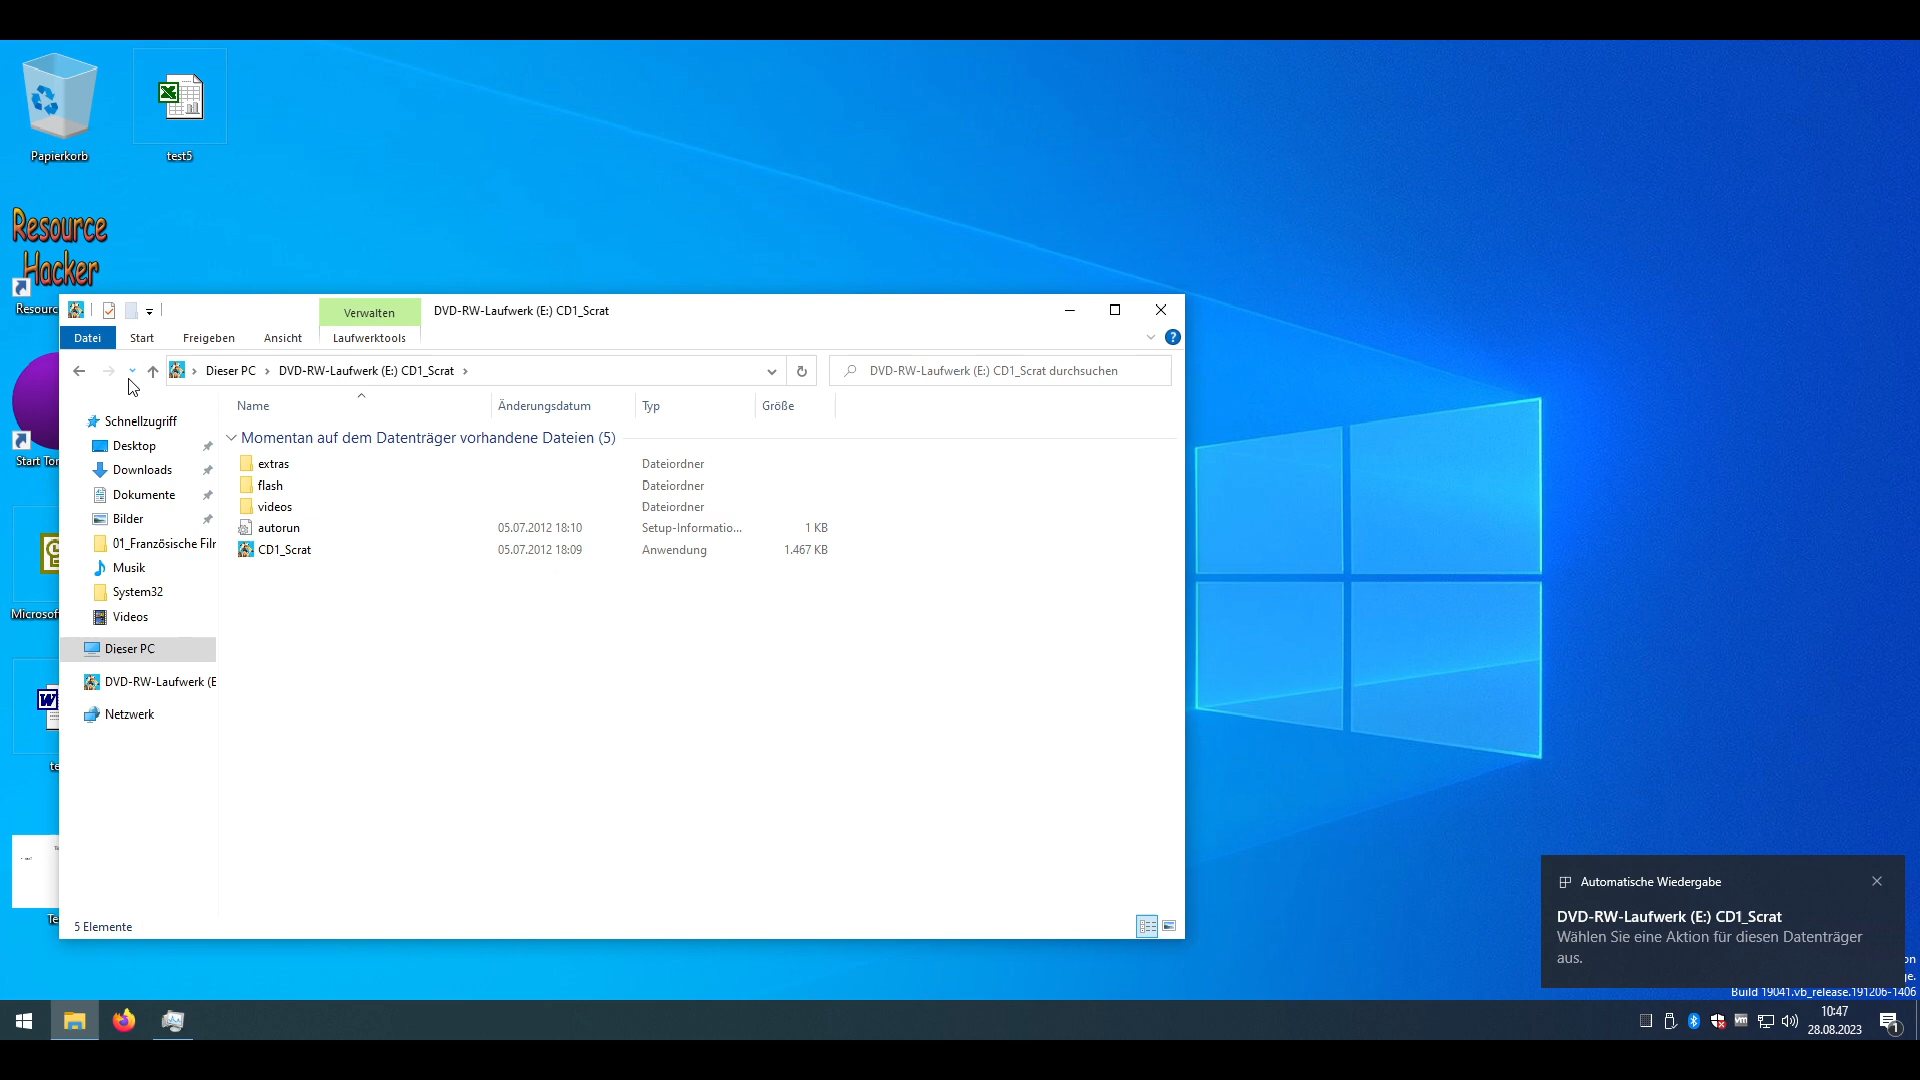 Papierkorb
test5
Resource
Hacker
Resourc
Verwalten
DVD-RW-Laufwerk (E:) CD1_Scrat
Datei
Start
Freigeben
Ansicht
Laufwerktools
Dieser PC
DVD-RW-Laufwerk (E:) CD1_Scrat
DVD-RW-Laufwerk (E:) CD1_Scrat durchsuchen
Name
Änderungsdatum
Typ
Größe
Schnellzugriff
Desktop
Downloads
Dokumente
Bilder
01_Französische Filr
Musik
System32
Videos
Dieser PC
DVD-RW-Laufwerk (E
Netzwerk
Momentan auf dem Datenträger vorhandene Dateien (5)
extras Dateiordner
flash Dateiordner
videos Dateiordner
autorun 05.07.2012 18:10 Setup-Informatio... 1 KB
CD1_Scrat 05.07.2012 18:09 Anwendung 1.467 KB
5 Elemente
Start Tor
Microsof
te
Te
Automatische Wiedergabe
DVD-RW-Laufwerk (E:) CD1_Scrat
Wählen Sie eine Aktion für diesen Datenträger
aus.
on
ge.
Build 19041.vb_release.191206-1406
10:47
28.08.2023
1